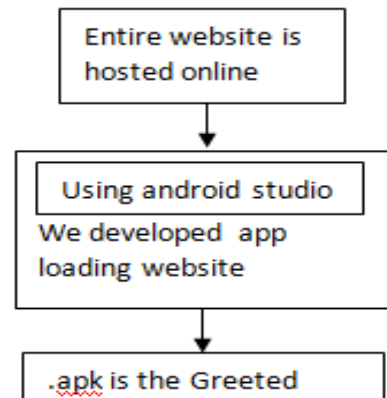 Entire website is
hosted online
Using android studio
We developed app
loading website
.apk is the Greeted